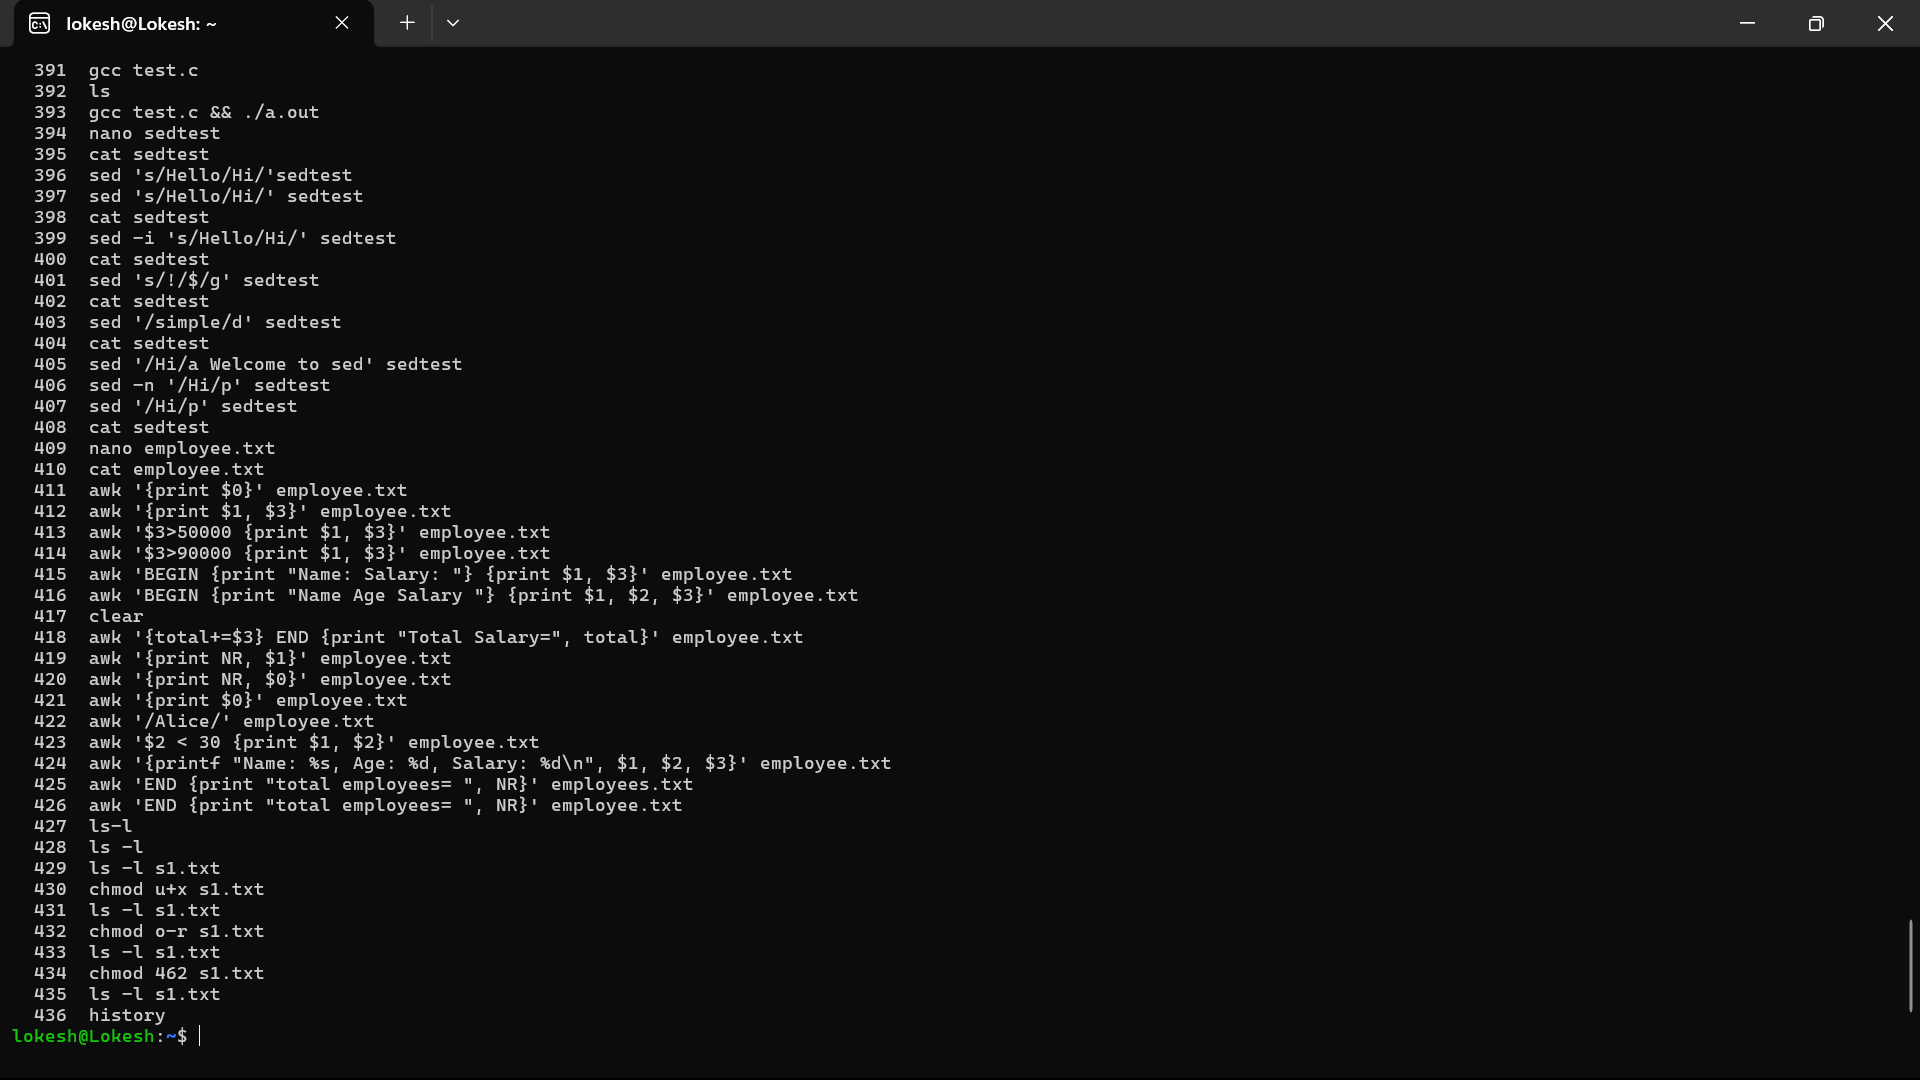 lokesh@Lokesh: ~
391 gcc test.c
392 ls
393 gcc test.c && ./a.out
394 nano sedtest
395 cat sedtest
396 sed 's/Hello/Hi/'sedtest
397 sed 's/Hello/Hi/' sedtest
398 cat sedtest
399 sed -i 's/Hello/Hi/' sedtest
400 cat sedtest
401 sed 's/!/$/g' sedtest
402 cat sedtest
403 sed '/simple/d' sedtest
404 cat sedtest
405 sed '/Hi/a Welcome to sed' sedtest
406 sed -n '/Hi/p' sedtest
407 sed '/Hi/p' sedtest
408 cat sedtest
409 nano employee.txt
410 cat employee.txt
411 awk '{print $0}' employee.txt
412 awk '{print $1, $3}' employee.txt
413 awk '$3>50000 {print $1, $3}' employee.txt
414 awk '$3>90000 {print $1, $3}' employee.txt
415 awk 'BEGIN {print "Name: Salary: "} {print $1, $3}' employee.txt
416 awk 'BEGIN {print "Name Age Salary "} {print $1, $2, $3}' employee.txt
417 clear
418 awk '{total+=$3} END {print "Total Salary=", total}' employee.txt
419 awk '{print NR, $1}' employee.txt
420 awk '{print NR, $0}' employee.txt
421 awk '{print $0}' employee.txt
422 awk '/Alice/' employee.txt
423 awk '$2 < 30 {print $1, $2}' employee.txt
424 awk '{printf "Name: %s, Age: %d, Salary: %d\n", $1, $2, $3}' employee.txt
425 awk 'END {print "total employees= ", NR}' employees.txt
426 awk 'END {print "total employees= ", NR}' employee.txt
427 ls-l
428 ls -l
429 ls -l s1.txt
430 chmod u+x s1.txt
431 ls -l s1.txt
432 chmod o-r s1.txt
433 ls -l s1.txt
434 chmod 462 s1.txt
435 ls -l s1.txt
436 history
lokesh@Lokesh:~$